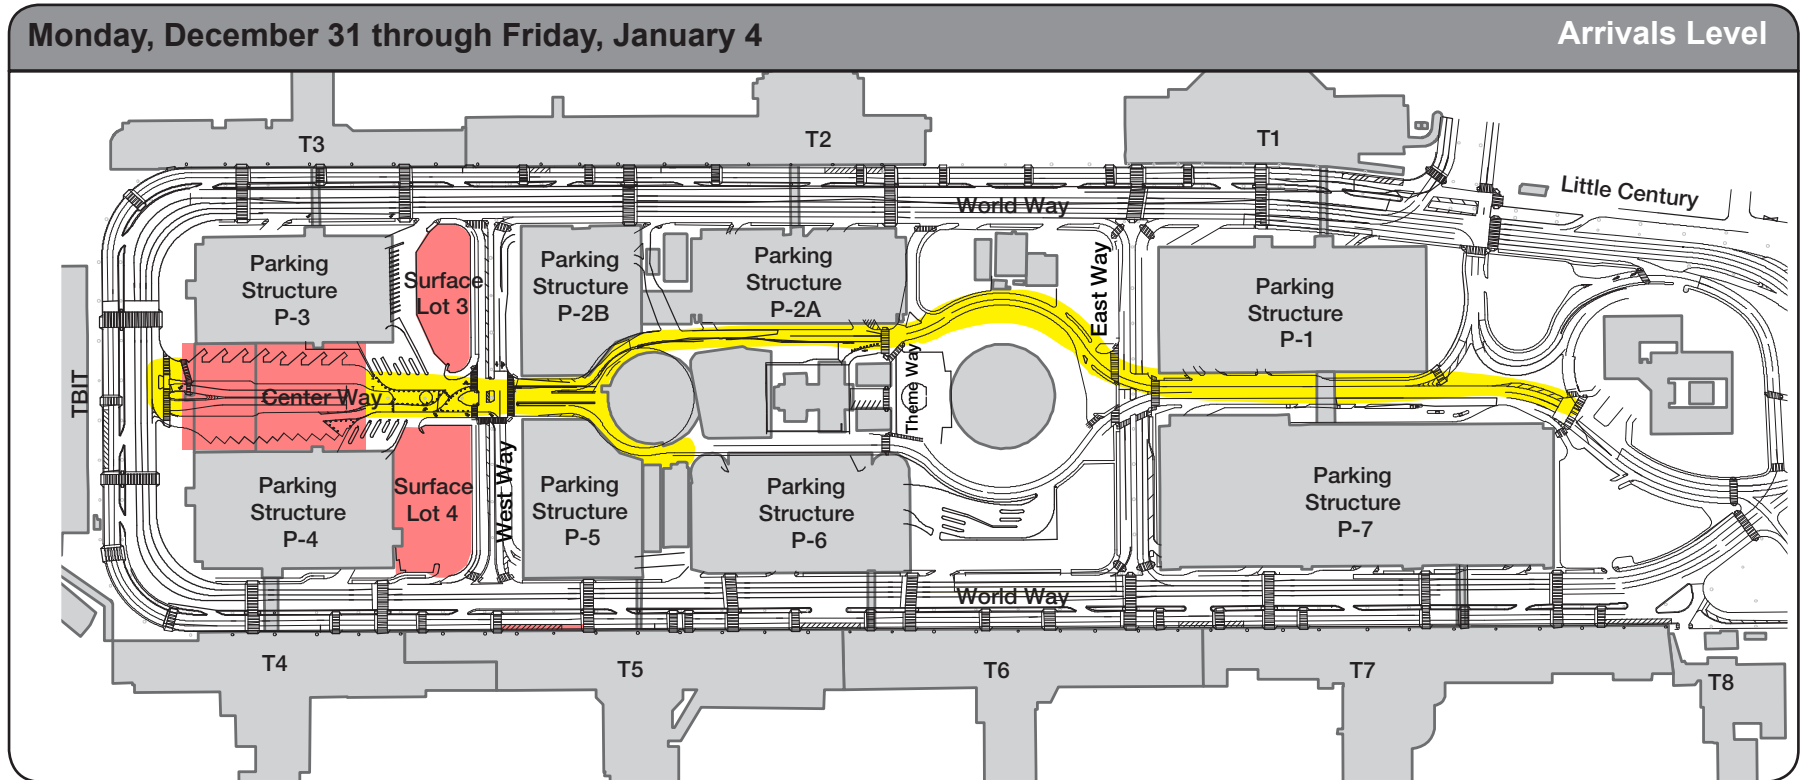 Monday, December 31 through Friday, January 4
Arrivals Level
T3
T2
T1
Little Century
World Way
Parking
Structure
P-3
Surface
Lot 3
Parking
Structure
P-2B
Parking
Structure
P-2A
East Way
Parking
Structure
P-1
TBIT
Center Way
Theme Way
Parking
Structure
P-4
Surface
Lot 4
West Way
Parking
Structure
P-5
Parking
Structure
P-6
Parking
Structure
P-7
World Way
T4
T5
T6
T7
T8